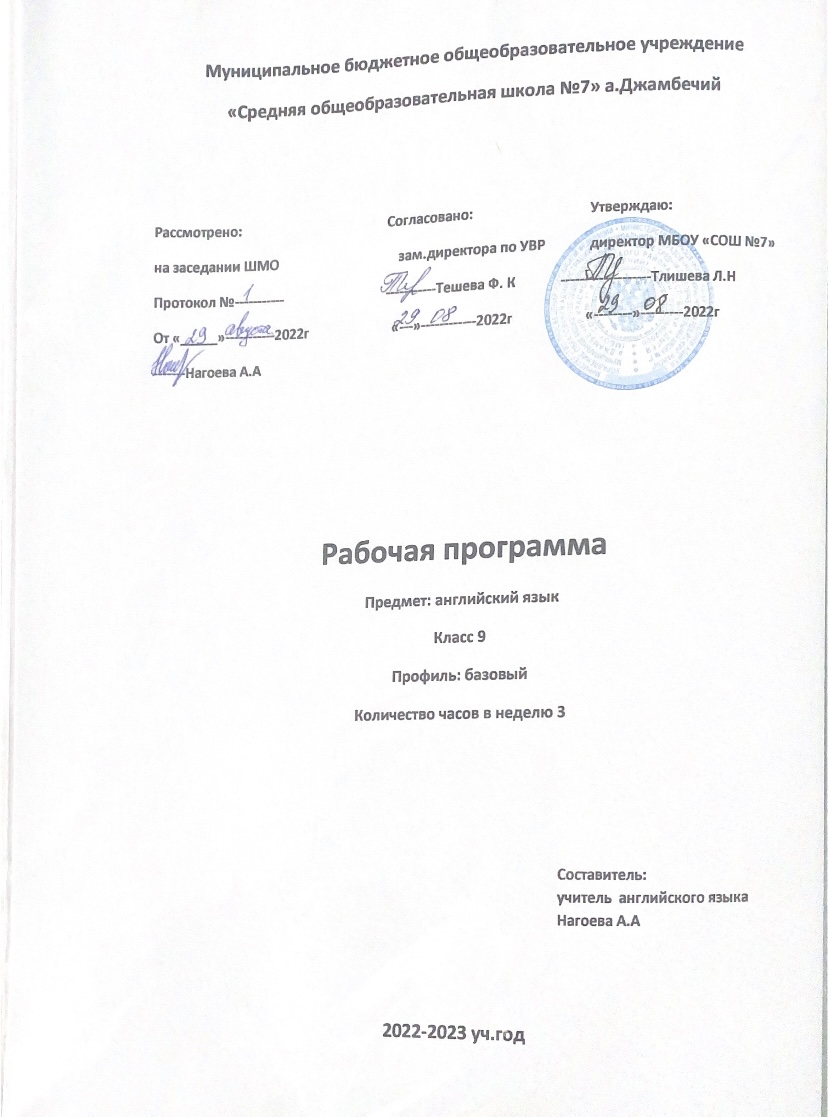 Муниципальное бюджетное общеобразовательное учреждение
«Средняя общеобразовательная школа №7» а.Джамбечий
Рассмотрено:
на заседании ШМО
Протокол № 1
От « 29 » августа 2022г
Нагоева А.А
Согласовано:
зам.директора по УВР
Тешева Ф. К
« 29 » 08 2022г
Утверждаю:
директор МБОУ «СОШ №7»
Тлишева Л.Н
« 29 » 08 2022г
Рабочая программа
Предмет: английский язык
Класс 9
Профиль: базовый
Количество часов в неделю 3
Составитель:
учитель английского языка
Нагоева А.А
2022-2023 уч.год